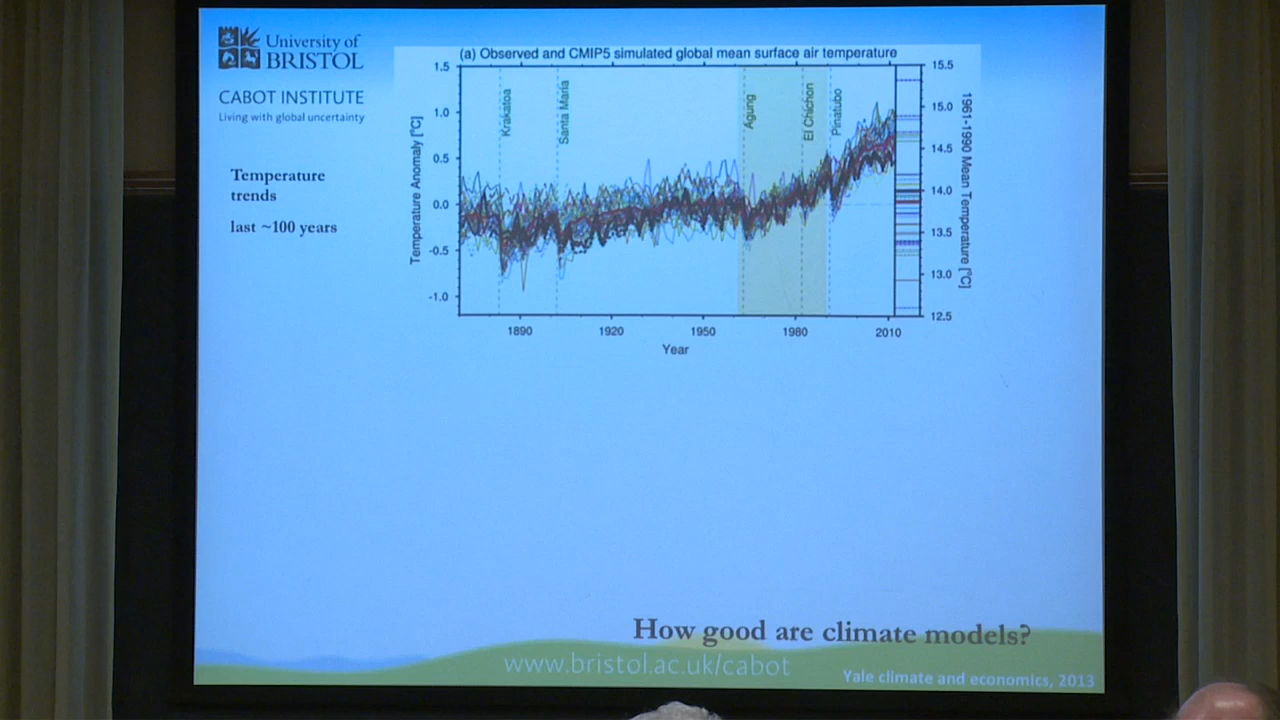 University of
BRISTOL
CABOT INSTITUTE
Living with global uncertainty
Temperature
trends
last ~100 years
(a) Observed and CMIP5 simulated global mean surface air temperature
1.5
1.0
0.5
0.0
-0.5
-1.0
Temperature Anomaly [°C]
Krakatoa
Santa Maria
Agung
El Chichon
Pinatubo
15.5
15.0
14.5
14.0
13.5
13.0
12.5
1961-1990 Mean Temperature [°C]
1890
1920
1950
1980
2010
Year
How good are climate models?
www.bristol.ac.uk/cabot
Yale climate and economics, 2013